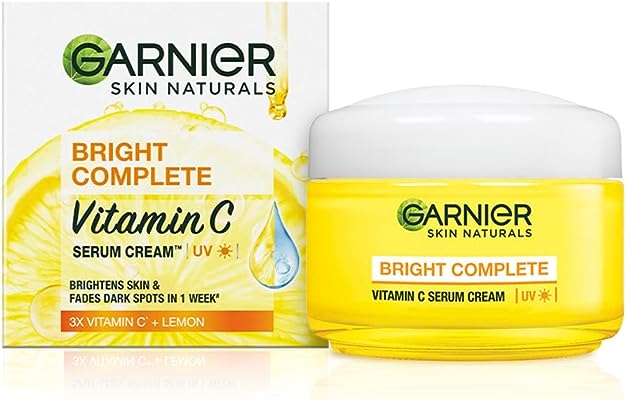 GARNIER
SKIN NATURALS
BRIGHT
COMPLETE
Vitamin C
SERUM CREAM™ | UV |
BRIGHTENS SKIN &
FADES DARK SPOTS IN 1 WEEK#
3X VITAMIN C* + LEMON
GARNIER
SKIN NATURALS
BRIGHT COMPLETE
VITAMIN C SERUM CREAM | UV |